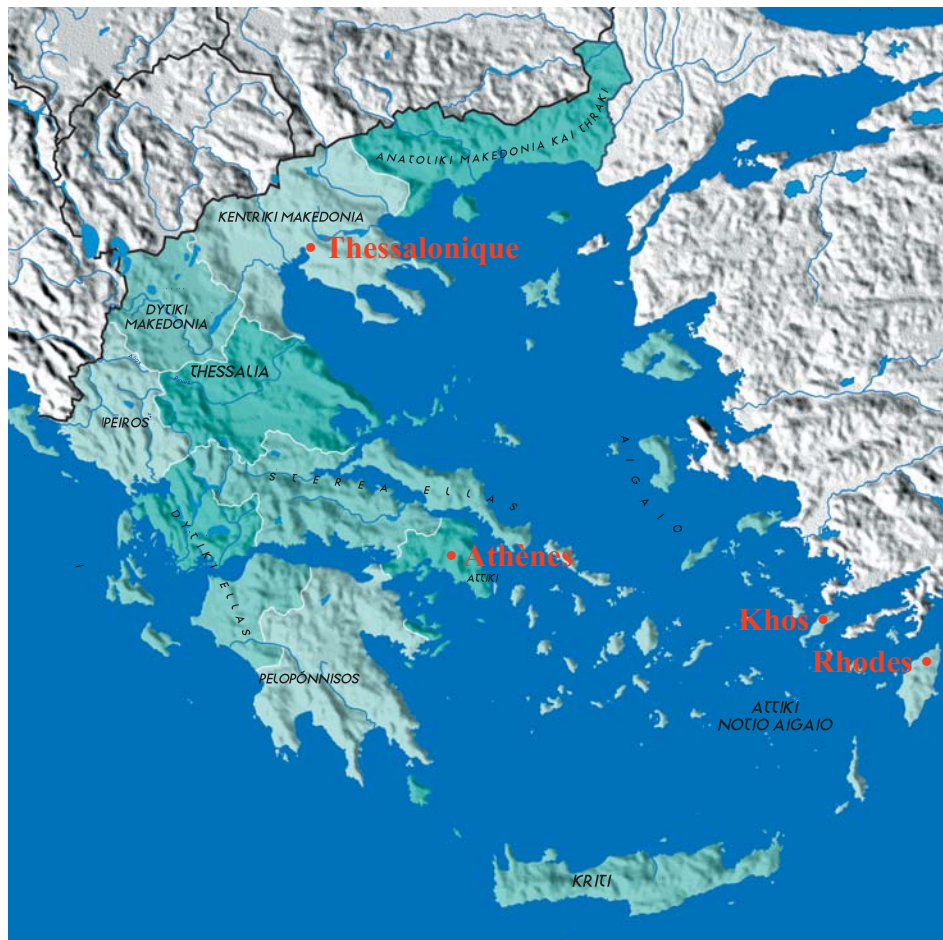 ANATOLIKI MAKEDONIA KAI THRAKI
KENTRIKI MAKEDONIA
Thessalonique
DYTIKI
MAKEDONIA
THESSALIA
IPEIROS
STEREA ELLAS
AIGAIO
DYTIKI ELLAS
Athènes
ATTIKI
I
Khos
Rhodes
PELOPÓNNISOS
ATTIKI
NOTIO AIGAIO
KRITI